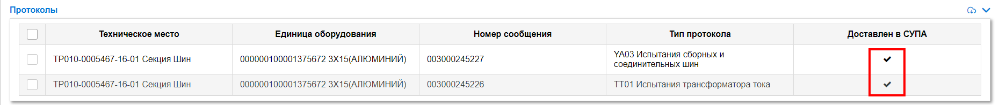 Протоколы
Техническое место Единица оборудования Номер сообщения Тип протокола Доставлен в СУПА
TP010-0005467-16-01 Секция Шин 000000100001375672 3Х15(АЛЮМИНИЙ) 003000245227 YA03 Испытания сборных и
соединительных шин
TP010-0005467-16-01 Секция Шин 000000100001375672 3Х15(АЛЮМИНИЙ) 003000245226 TT01 Испытания трансформатора тока